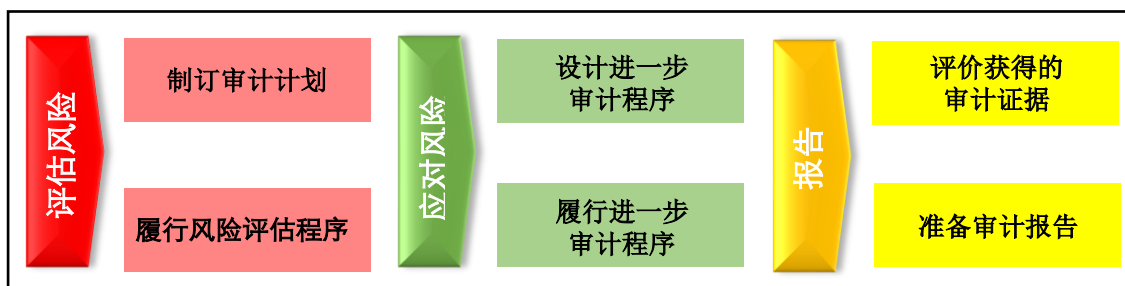 评估风险
制订审计计划
履行风险评估程序
应对风险
设计进一步
审计程序
履行进一步
审计程序
报告
评价获得的
审计证据
准备审计报告